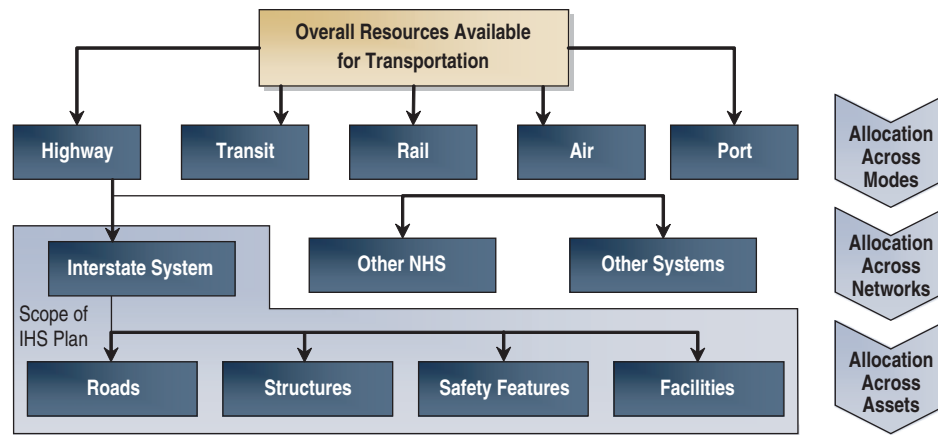 Overall Resources Available
for Transportation
Highway
Transit
Rail
Air
Port
Allocation
Across
Modes
Interstate System
Other NHS
Other Systems
Allocation
Across
Networks
Scope of
IHS Plan
Roads
Structures
Safety Features
Facilities
Allocation
Across
Assets